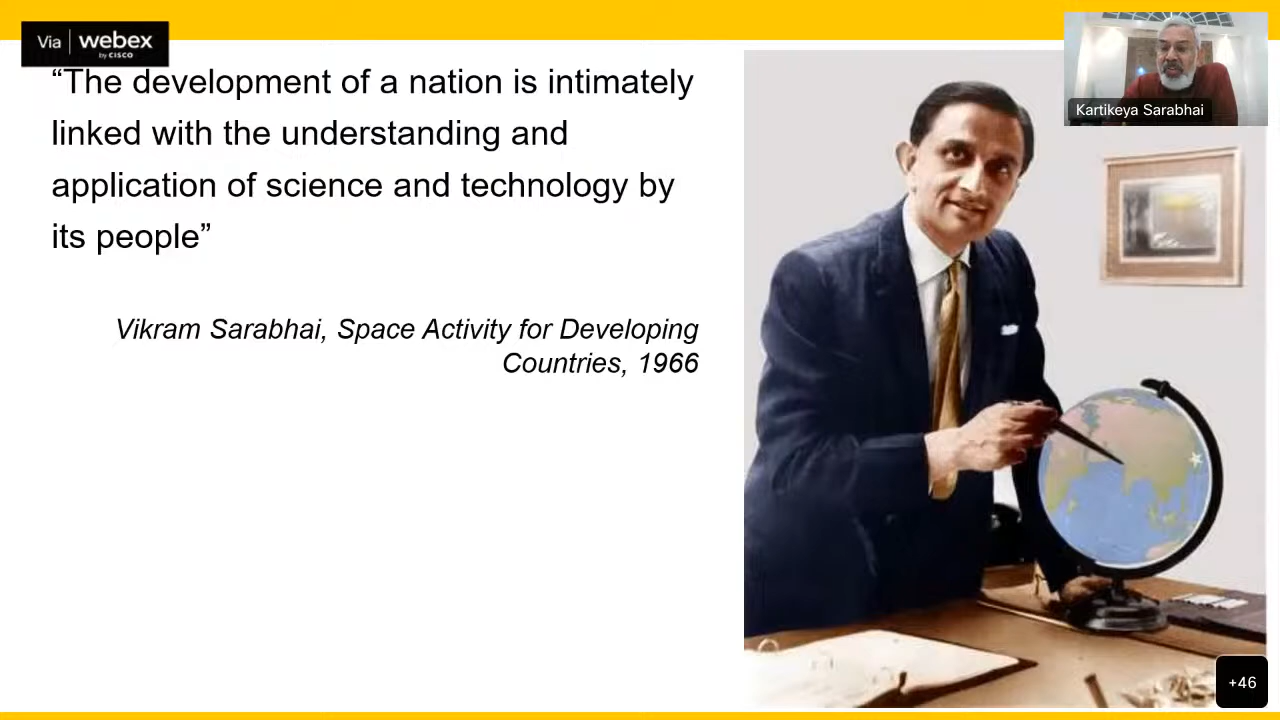 Via webex
by CISCO
Kartikeya Sarabhai
“The development of a nation is intimately
linked with the understanding and
application of science and technology by
its people”
Vikram Sarabhai, Space Activity for Developing
Countries, 1966
+46